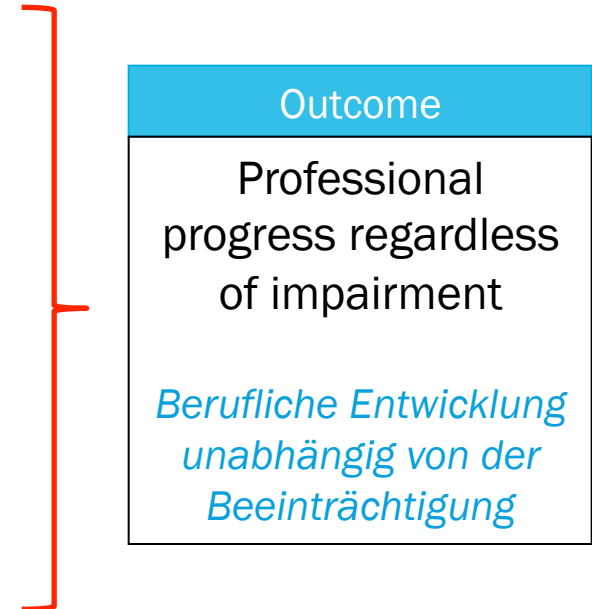 Outcome
Professional
progress regardless
of impairment
Berufliche Entwicklung
unabhängig von der
Beeinträchtigung